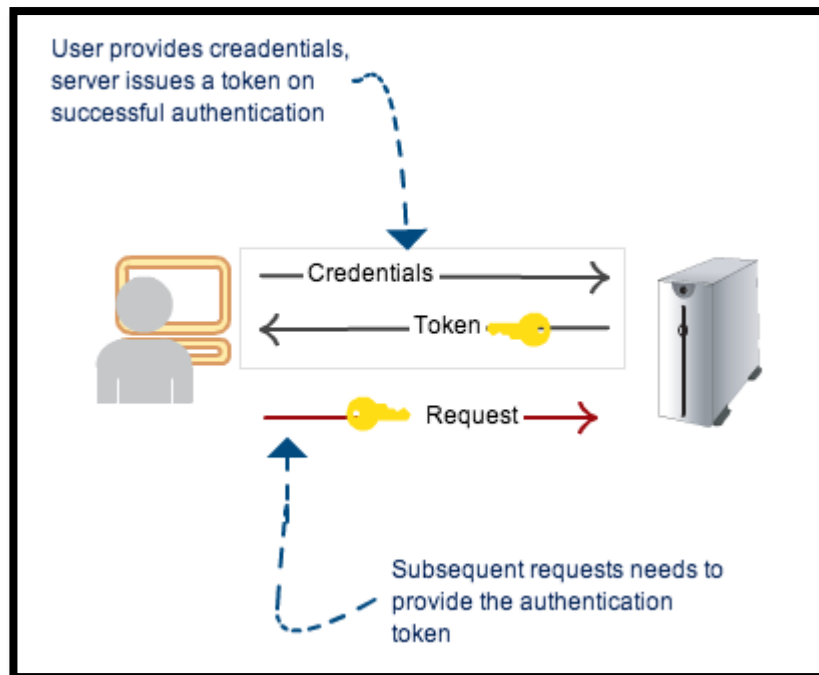 User provides creadentials,
server issues a token on
successful authentication
Credentials
Token
Request
Subsequent requests needs to
provide the authentication
token